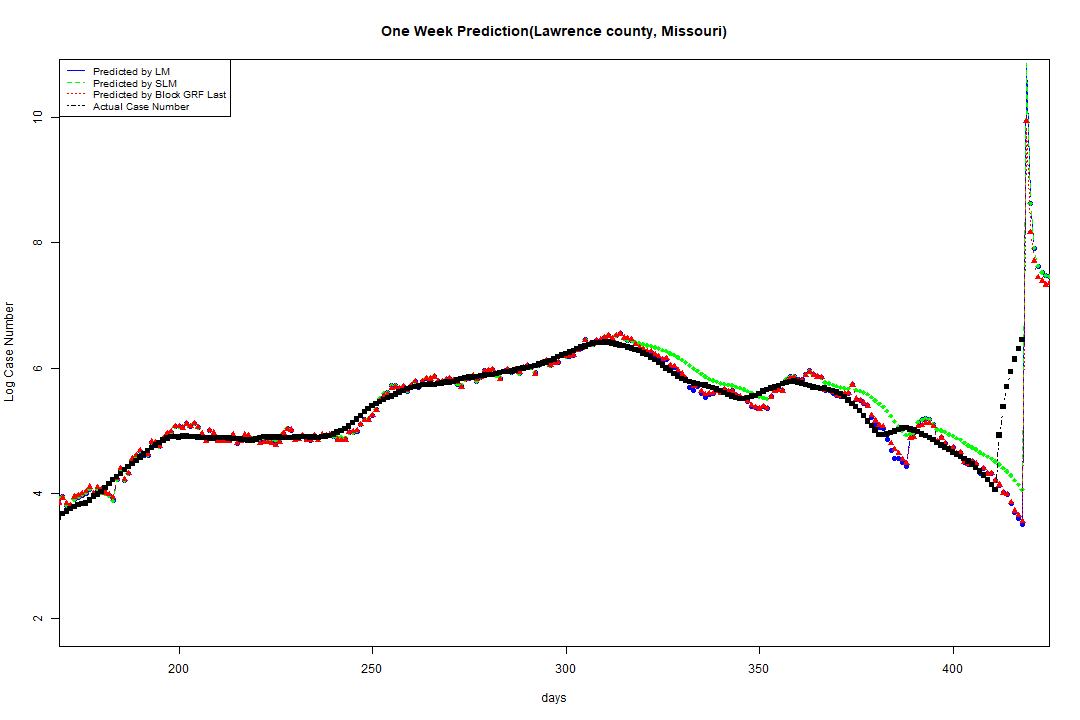 One Week Prediction(Lawrence county, Missouri)
Predicted by LM
Predicted by SLM
Predicted by Block GRF Last
Actual Case Number
Log Case Number
10
8
6
4
2
200 250 300 350 400
days